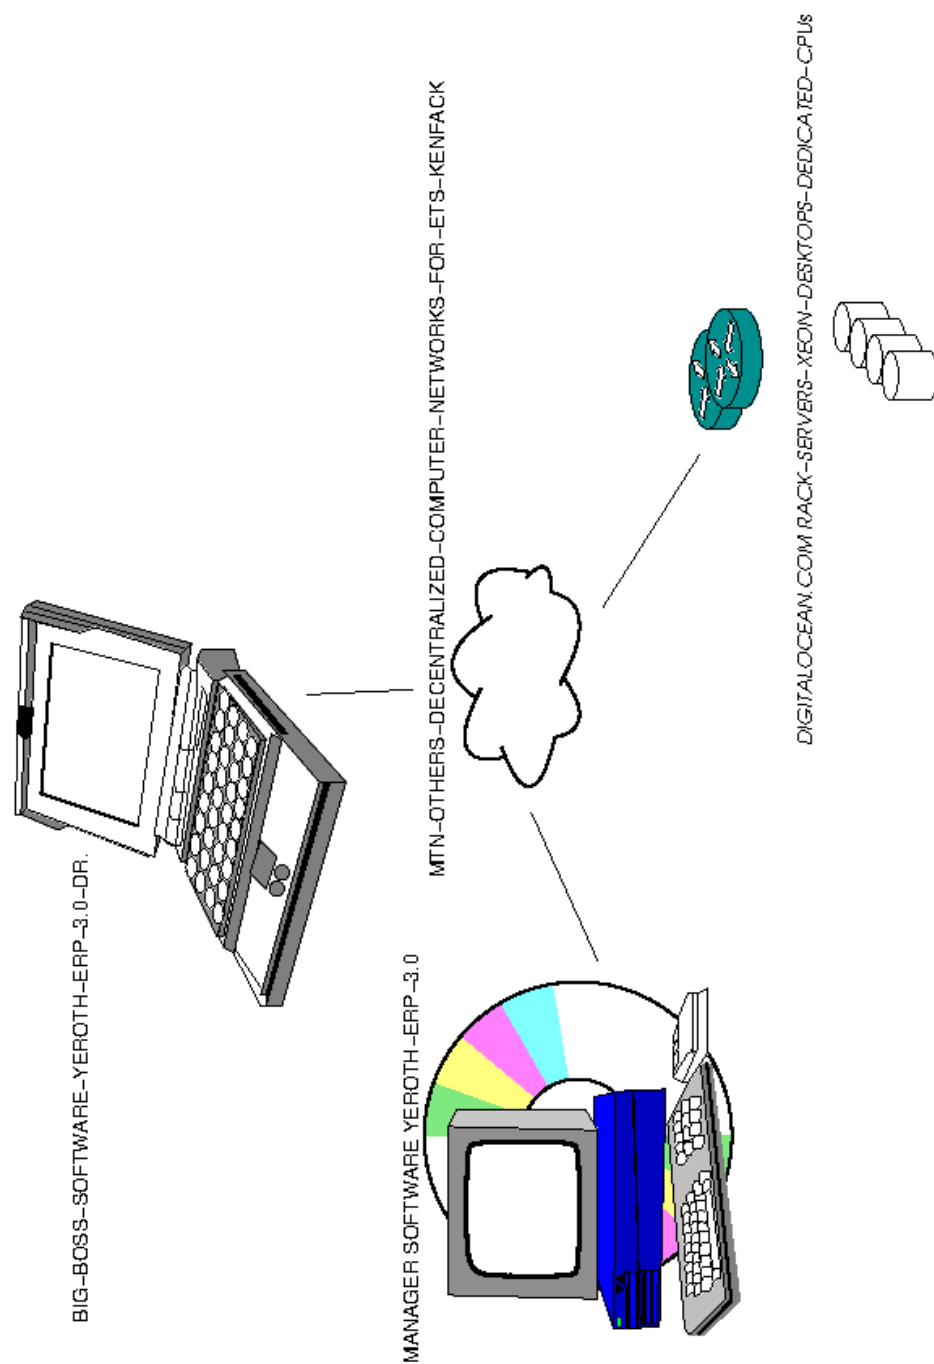 BIG-BOSS-SOFTWARE-YEROTH-ERP-3.0-DR.
MANAGER SOFTWARE YEROTH-ERP-3.0
MTN-OTHERS-DECENTRALIZED-COMPUTER-NETWORKS-FOR-ETS-KENFACK
DIGITALOCEAN.COM RACK-SERVERS-XEON-DESKTOPS-DEDICATED-CPUs